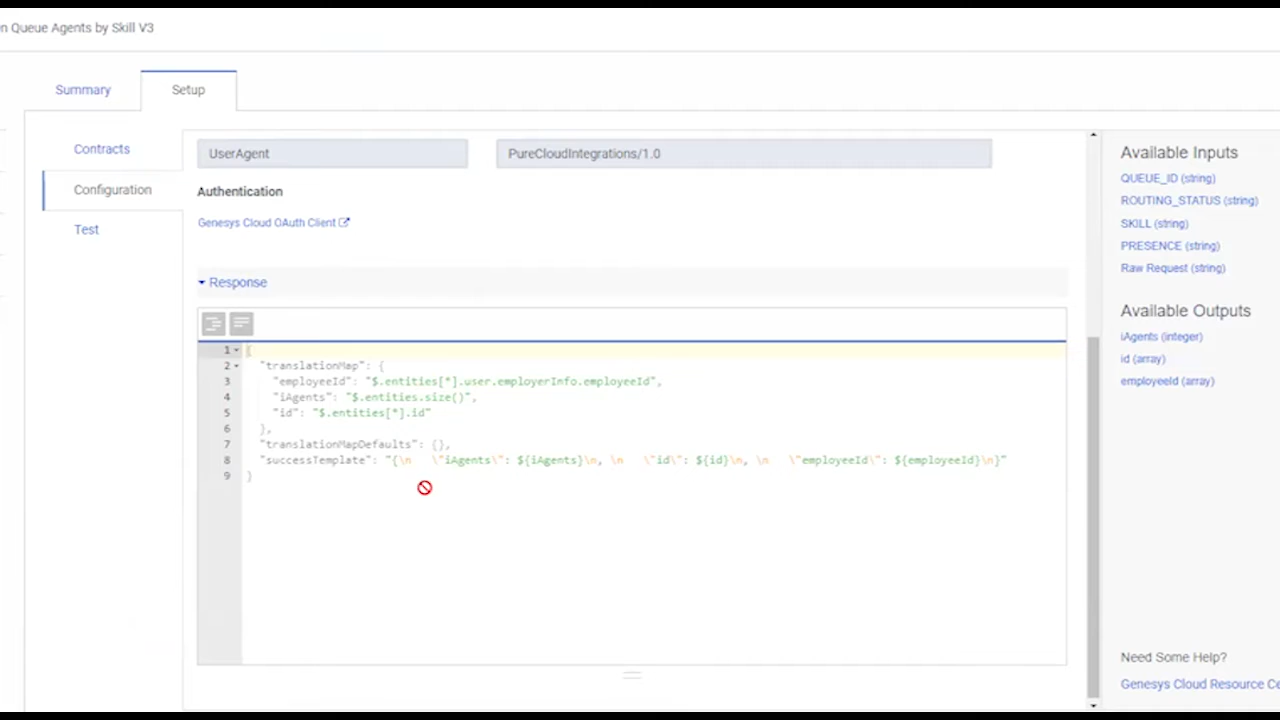 n Queue Agents by Skill V3
Summary
Setup
Contracts
Configuration
Test
UserAgent
PureCloudIntegrations/1.0
Authentication
Genesys Cloud OAuth Client
Response
1 {
2 "translationMap": {
3 "employeeId": "$.entities[*].user.employerInfo.employeeId",
4 "iAgents": "$.entities.size()",
5 "id": "$.entities[*].id"
6 },
7 "translationMapDefaults": {},
8 "successTemplate": "{\n   \"iAgents\": ${iAgents}\n, \n   \"id\": ${id}\n, \n   \"employeeId\": ${employeeId}\n}"
9 }
Available Inputs
QUEUE_ID (string)
ROUTING_STATUS (string)
SKILL (string)
PRESENCE (string)
Raw Request (string)
Available Outputs
iAgents (integer)
id (array)
employeeId (array)
Need Some Help?
Genesys Cloud Resource Ce